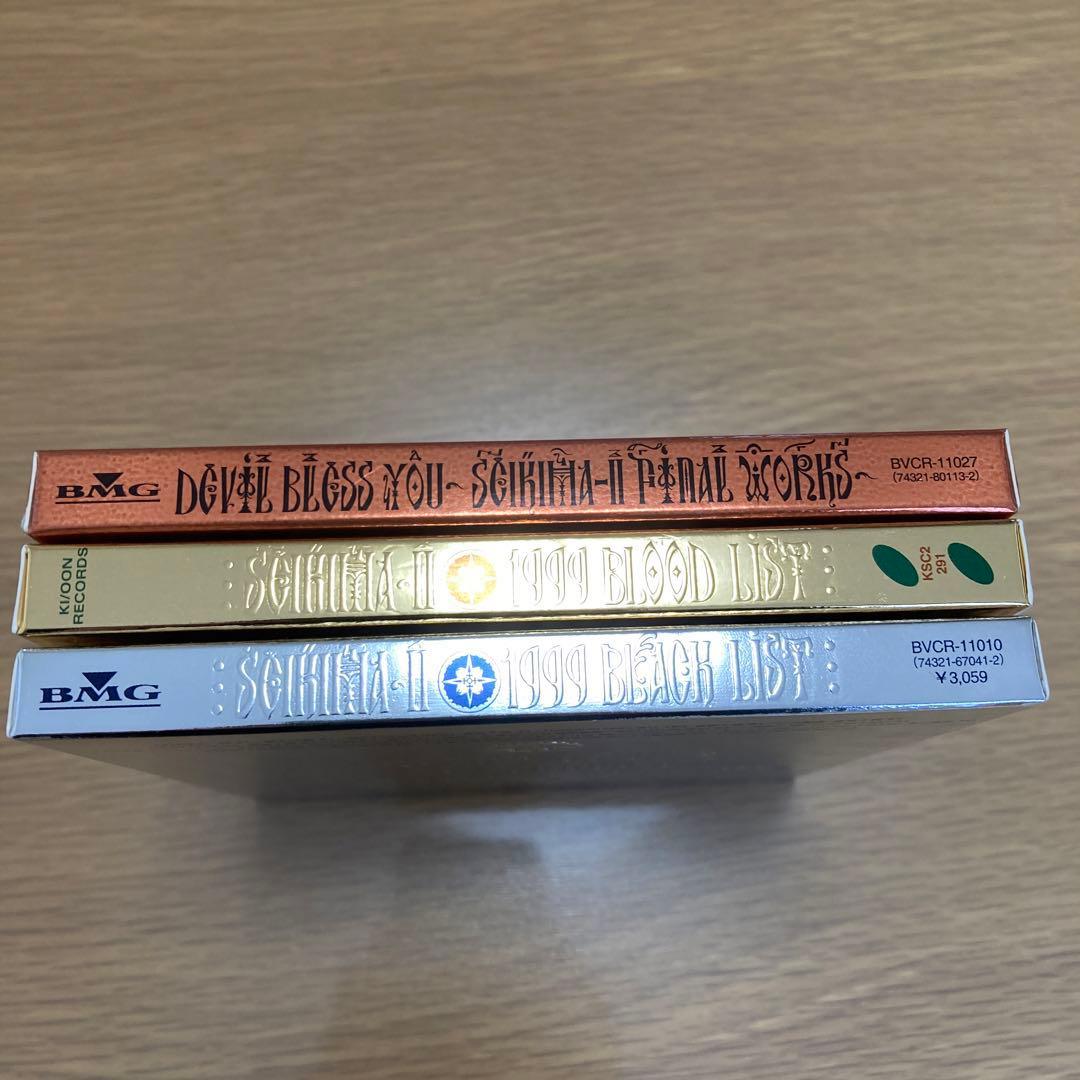 BMG
DEVIL BLESS YOU~SEIKIMA-II FINAL WORKS~
BVCR-11027
(74321-80113-2)
KI/OON
RECORDS
:SEIKIMA-II 1999 BLOOD LIST:
KSC2
291
BMG
:SEIKIMA-II 1999 BLACK LIST:
BVCR-11010
(74321-67041-2)
¥3,059